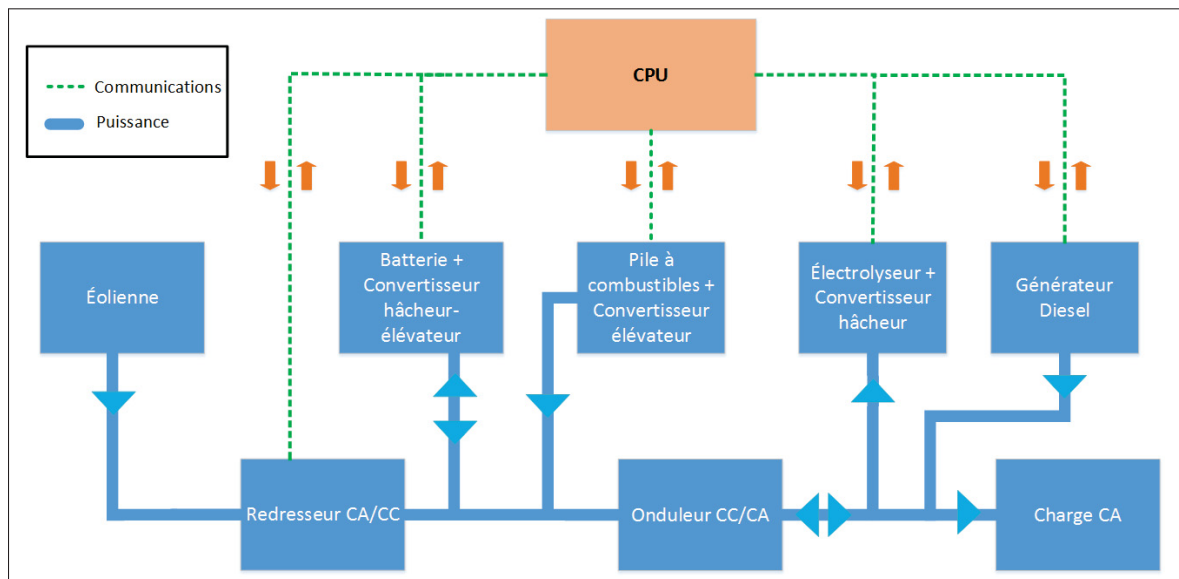 CPU
Communications
Puissance
Éolienne
Batterie +
Convertisseur
hâcheur-
élévateur
Pile à
combustibles +
Convertisseur
élévateur
Électrolyseur +
Convertisseur
hâcheur
Générateur
Diesel
Redresseur CA/CC
Onduleur CC/CA
Charge CA